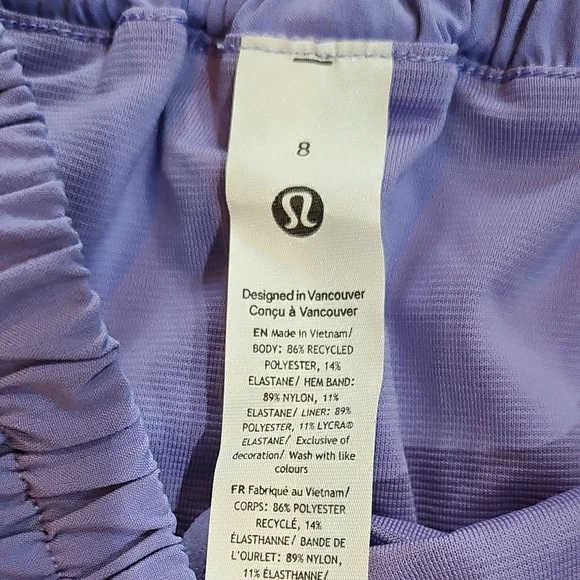 8
Designed in Vancouver
Conçu à Vancouver
EN Made in Vietnam/
BODY: 86% RECYCLED
POLYESTER, 14%
ELASTANE/ HEM BAND:
89% NYLON, 11%
ELASTANE/ LINER: 89%
POLYESTER, 11% LYCRA®
ELASTANE/ Exclusive of
decoration/ Wash with like
colours
FR Fabriqué au Vietnam/
CORPS: 86% POLYESTER
RECYCLÉ, 14%
ÉLASTHANNE/ BANDE DE
L'OURLET: 89% NYLON,
11% ÉLASTHANNE/